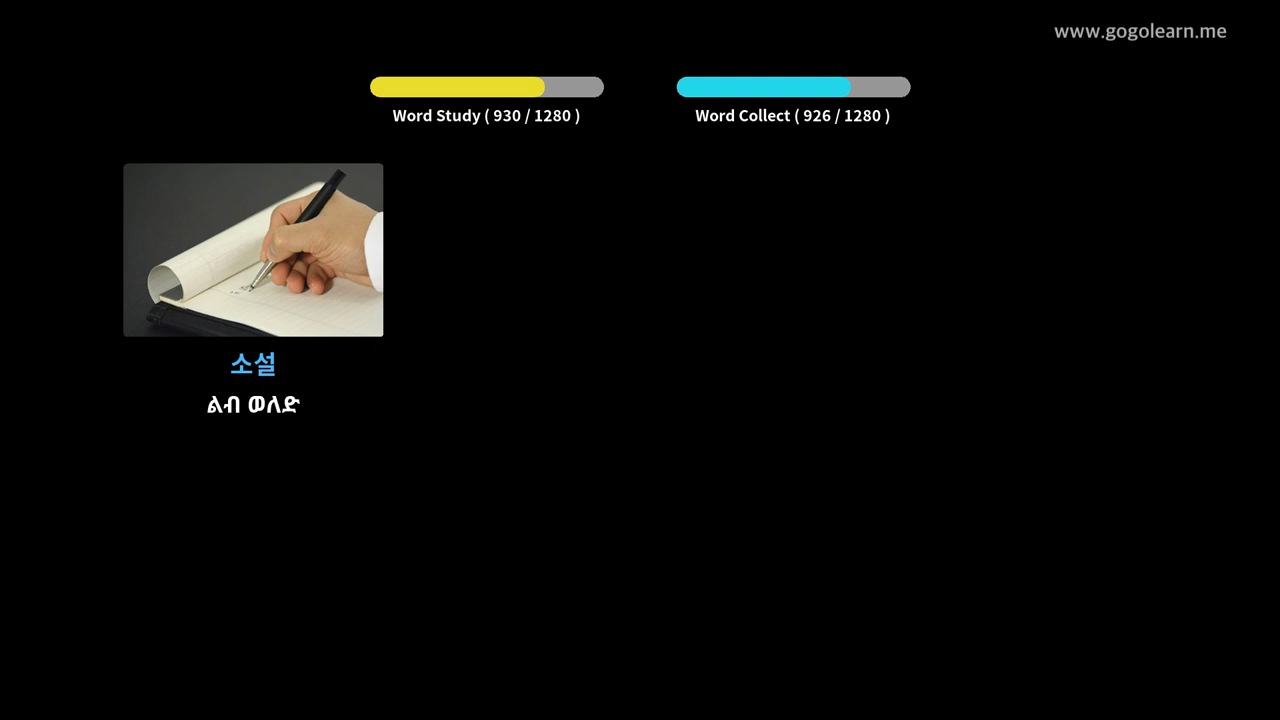 www.gogolearn.me
Word Study ( 930 / 1280 )
Word Collect ( 926 / 1280 )
소설
ልብ ወለድ